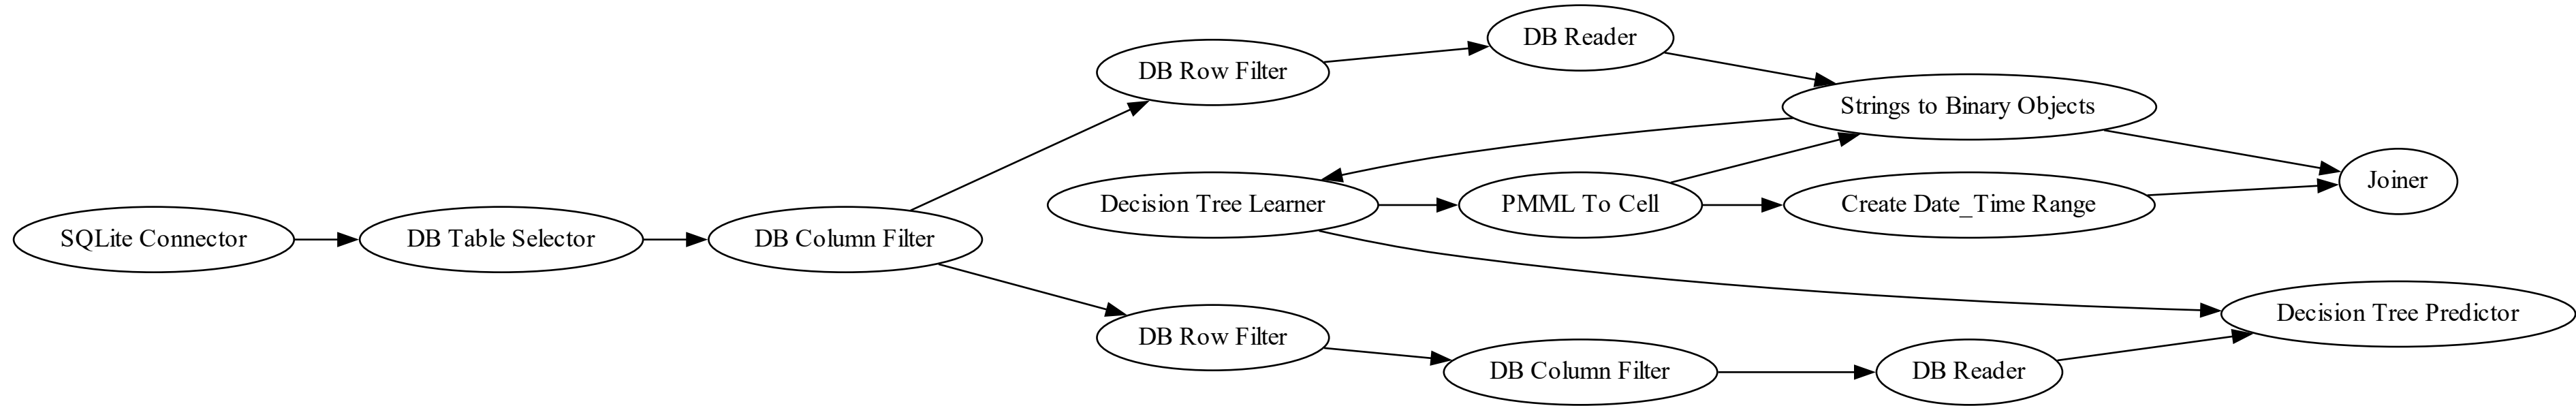 DB Reader
DB Row Filter
Strings to Binary Objects
Joiner
Decision Tree Learner
PMML To Cell
Create Date_Time Range
SQLite Connector
DB Table Selector
DB Column Filter
Decision Tree Predictor
DB Row Filter
DB Column Filter
DB Reader